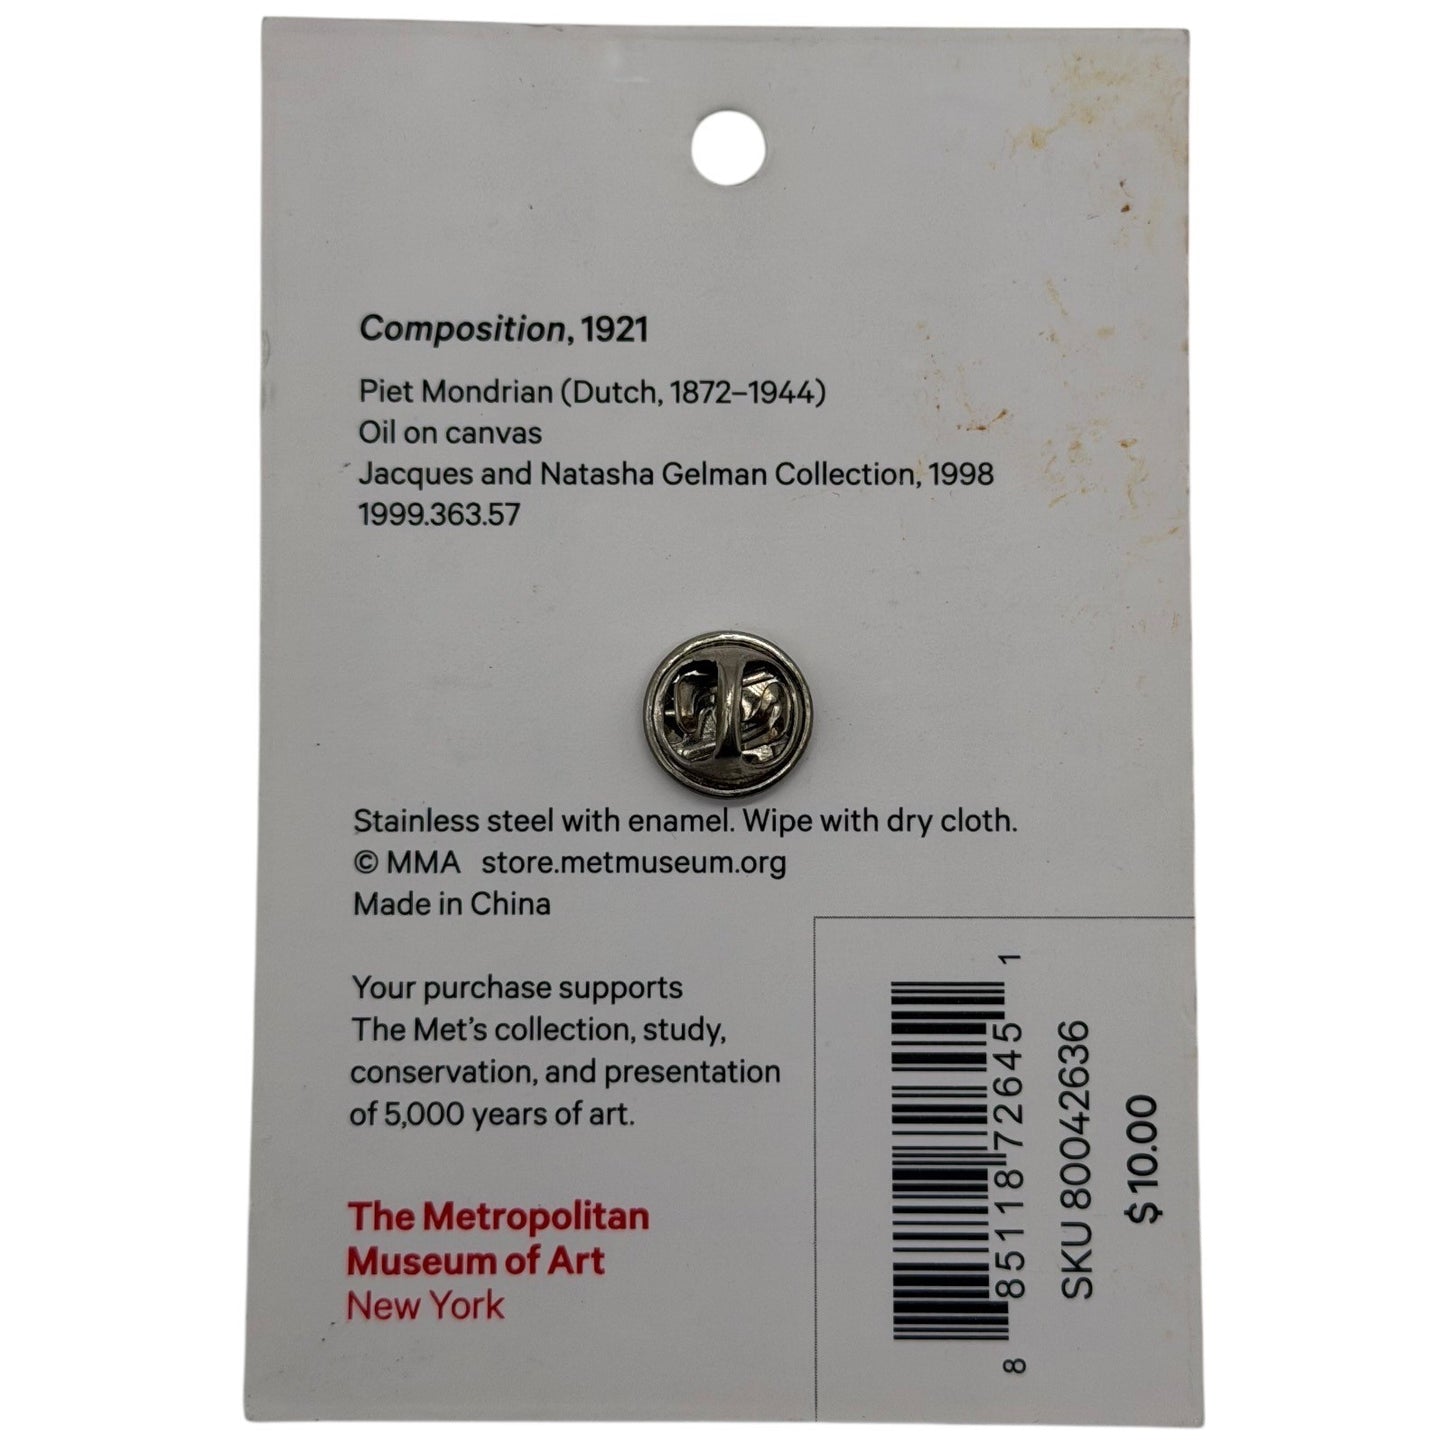 Composition, 1921
Piet Mondrian (Dutch, 1872–1944)
Oil on canvas
Jacques and Natasha Gelman Collection, 1998
1999.363.57
Stainless steel with enamel. Wipe with dry cloth.
© MMA store.metmuseum.org
Made in China
Your purchase supports
The Met's collection, study,
conservation, and presentation
of 5,000 years of art.
The Metropolitan
Museum of Art
New York
8 85118 72645 1
SKU 80042636
$10.00